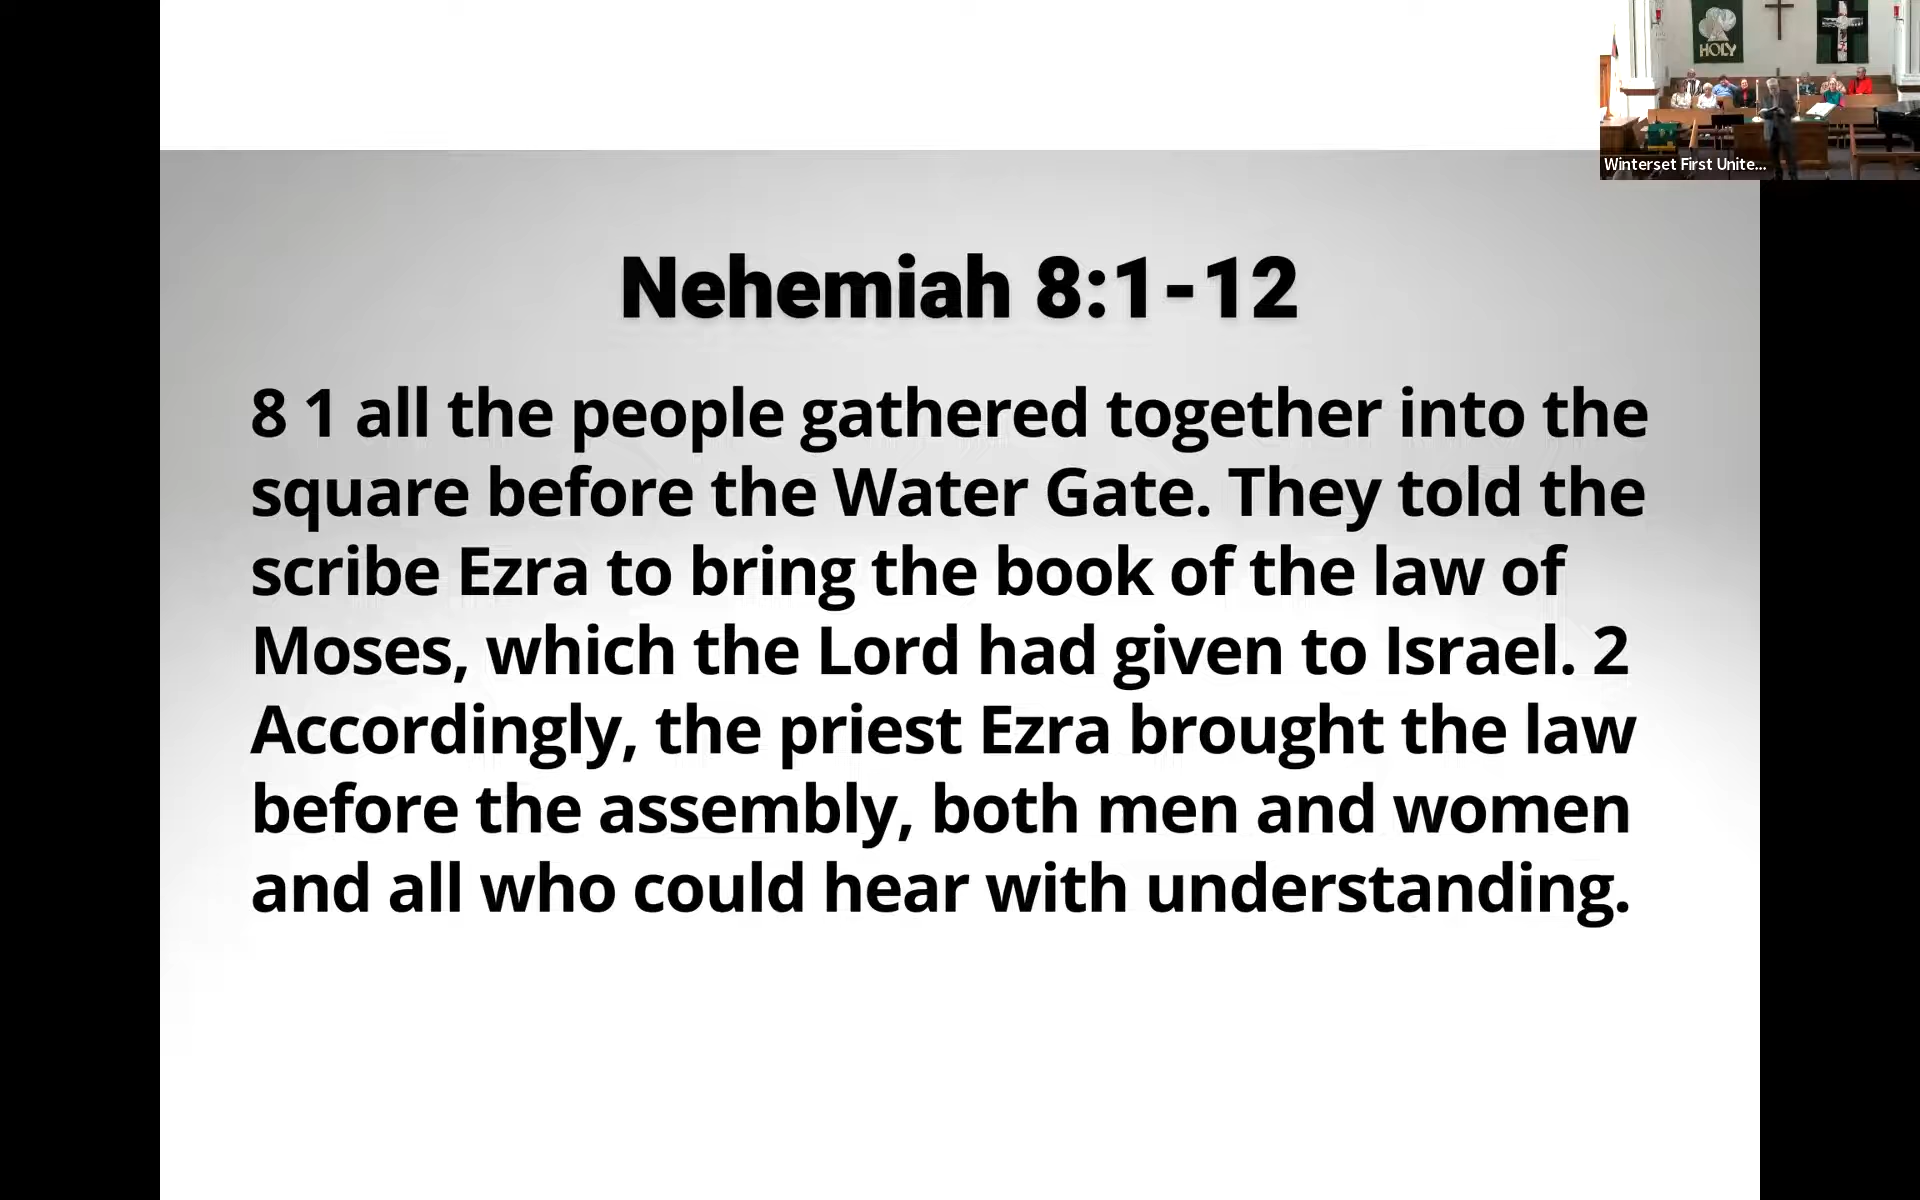 HOLY
Winterset First Unite...
Nehemiah 8:1-12
8 1 all the people gathered together into the
square before the Water Gate. They told the
scribe Ezra to bring the book of the law of
Moses, which the Lord had given to Israel. 2
Accordingly, the priest Ezra brought the law
before the assembly, both men and women
and all who could hear with understanding.